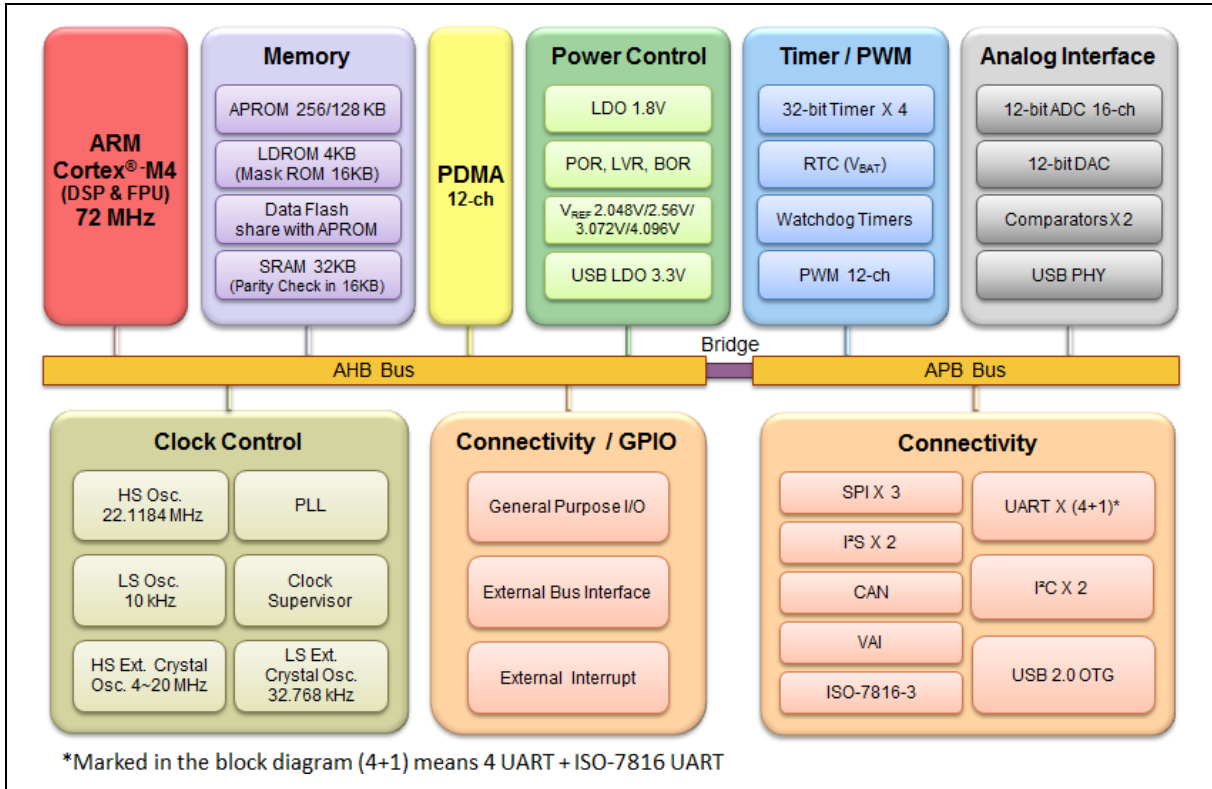 ARM
Cortex®-M4
(DSP & FPU)
72 MHz
Memory
APROM 256/128 KB
LDROM 4KB
(Mask ROM 16KB)
Data Flash
share with APROM
SRAM 32KB
(Parity Check in 16KB)
PDMA
12-ch
Power Control
LDO 1.8V
POR, LVR, BOR
VREF 2.048V/2.56V/
3.072V/4.096V
USB LDO 3.3V
Timer / PWM
32-bit Timer X 4
RTC (VBAT)
Watchdog Timers
PWM 12-ch
Analog Interface
12-bit ADC 16-ch
12-bit DAC
Comparators X 2
USB PHY
Bridge
AHB Bus
APB Bus
Clock Control
HS Osc.
22.1184 MHz
PLL
LS Osc.
10 kHz
Clock
Supervisor
HS Ext. Crystal
Osc. 4~20 MHz
LS Ext.
Crystal Osc.
32.768 kHz
Connectivity / GPIO
General Purpose I/O
External Bus Interface
External Interrupt
Connectivity
SPI X 3
I²S X 2
CAN
VAI
ISO-7816-3
UART X (4+1)*
I²C X 2
USB 2.0 OTG
*Marked in the block diagram (4+1) means 4 UART + ISO-7816 UART